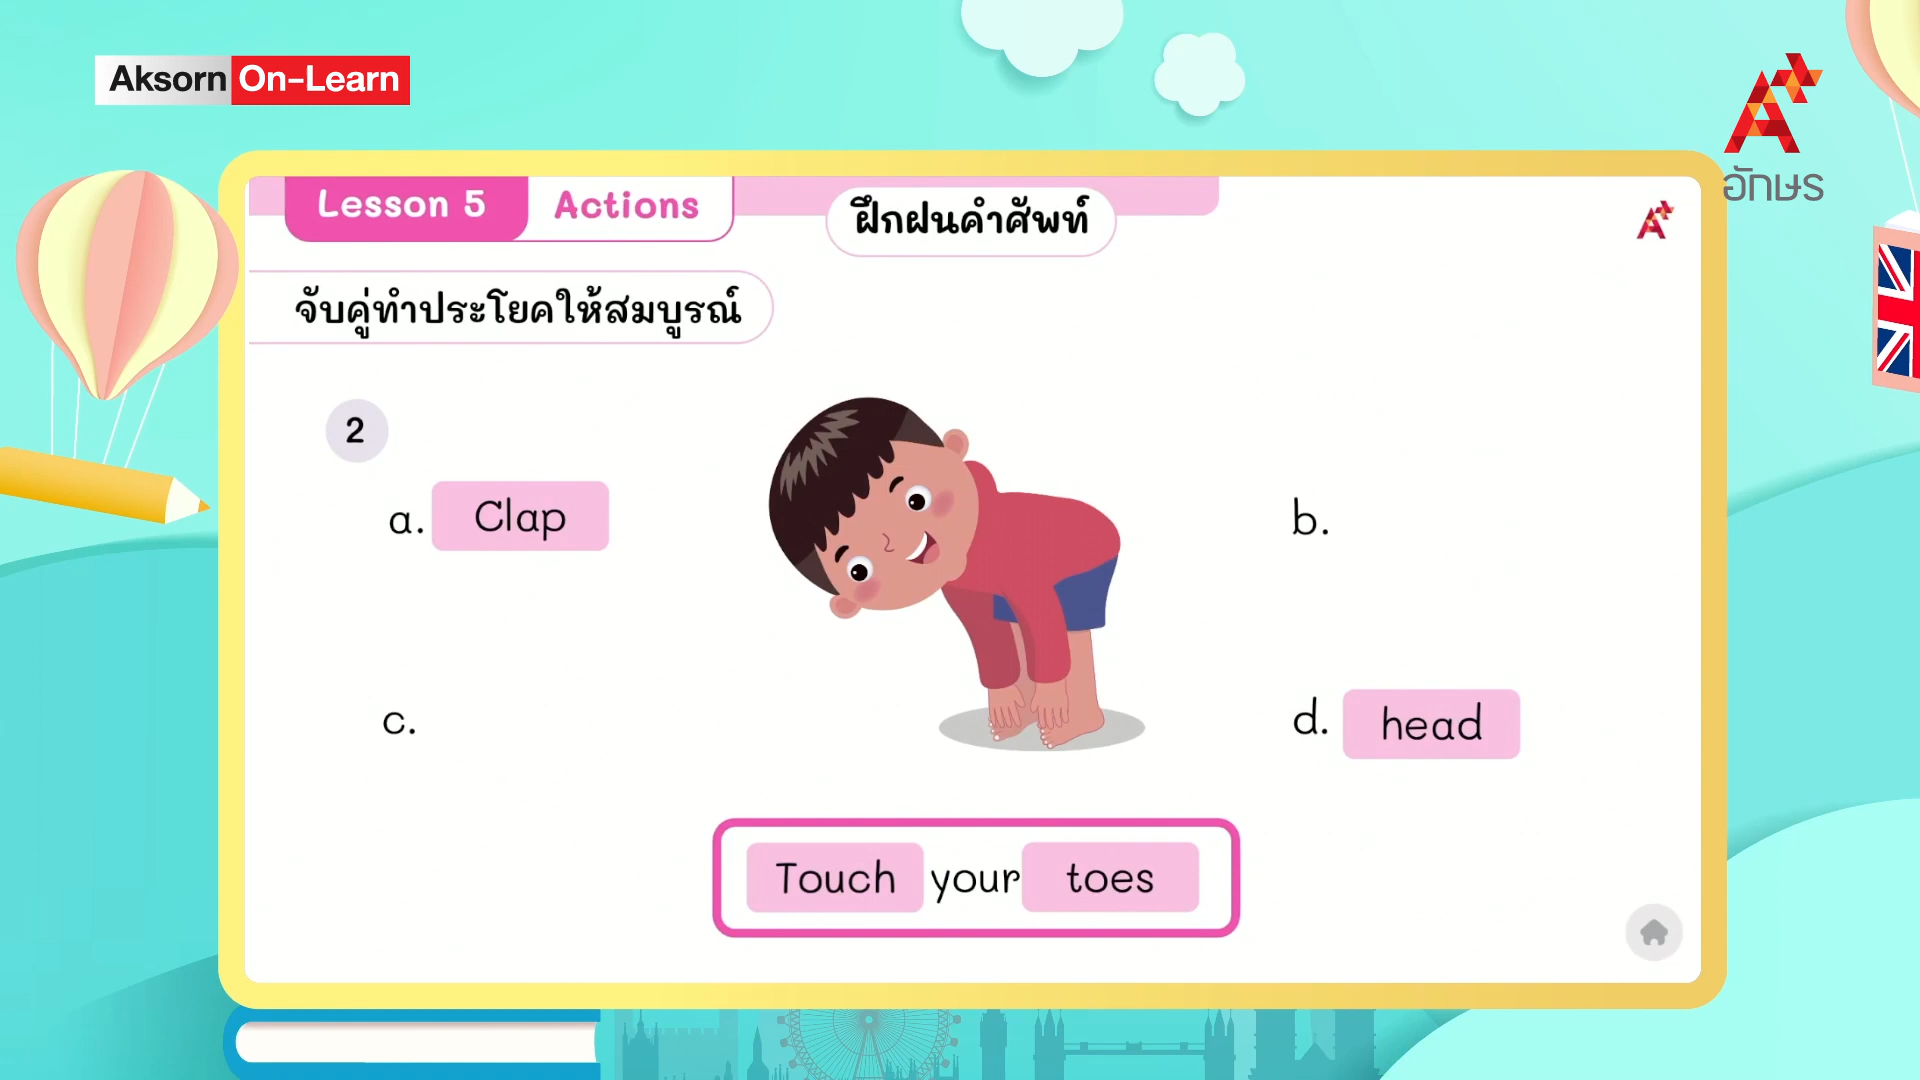 Aksorn On-Learn
อักษร
Lesson 5 Actions
ฝึกฝนคำศัพท์
จับคู่ทำประโยคให้สมบูรณ์
2
a. Clap
b.
c.
d. head
Touch your toes